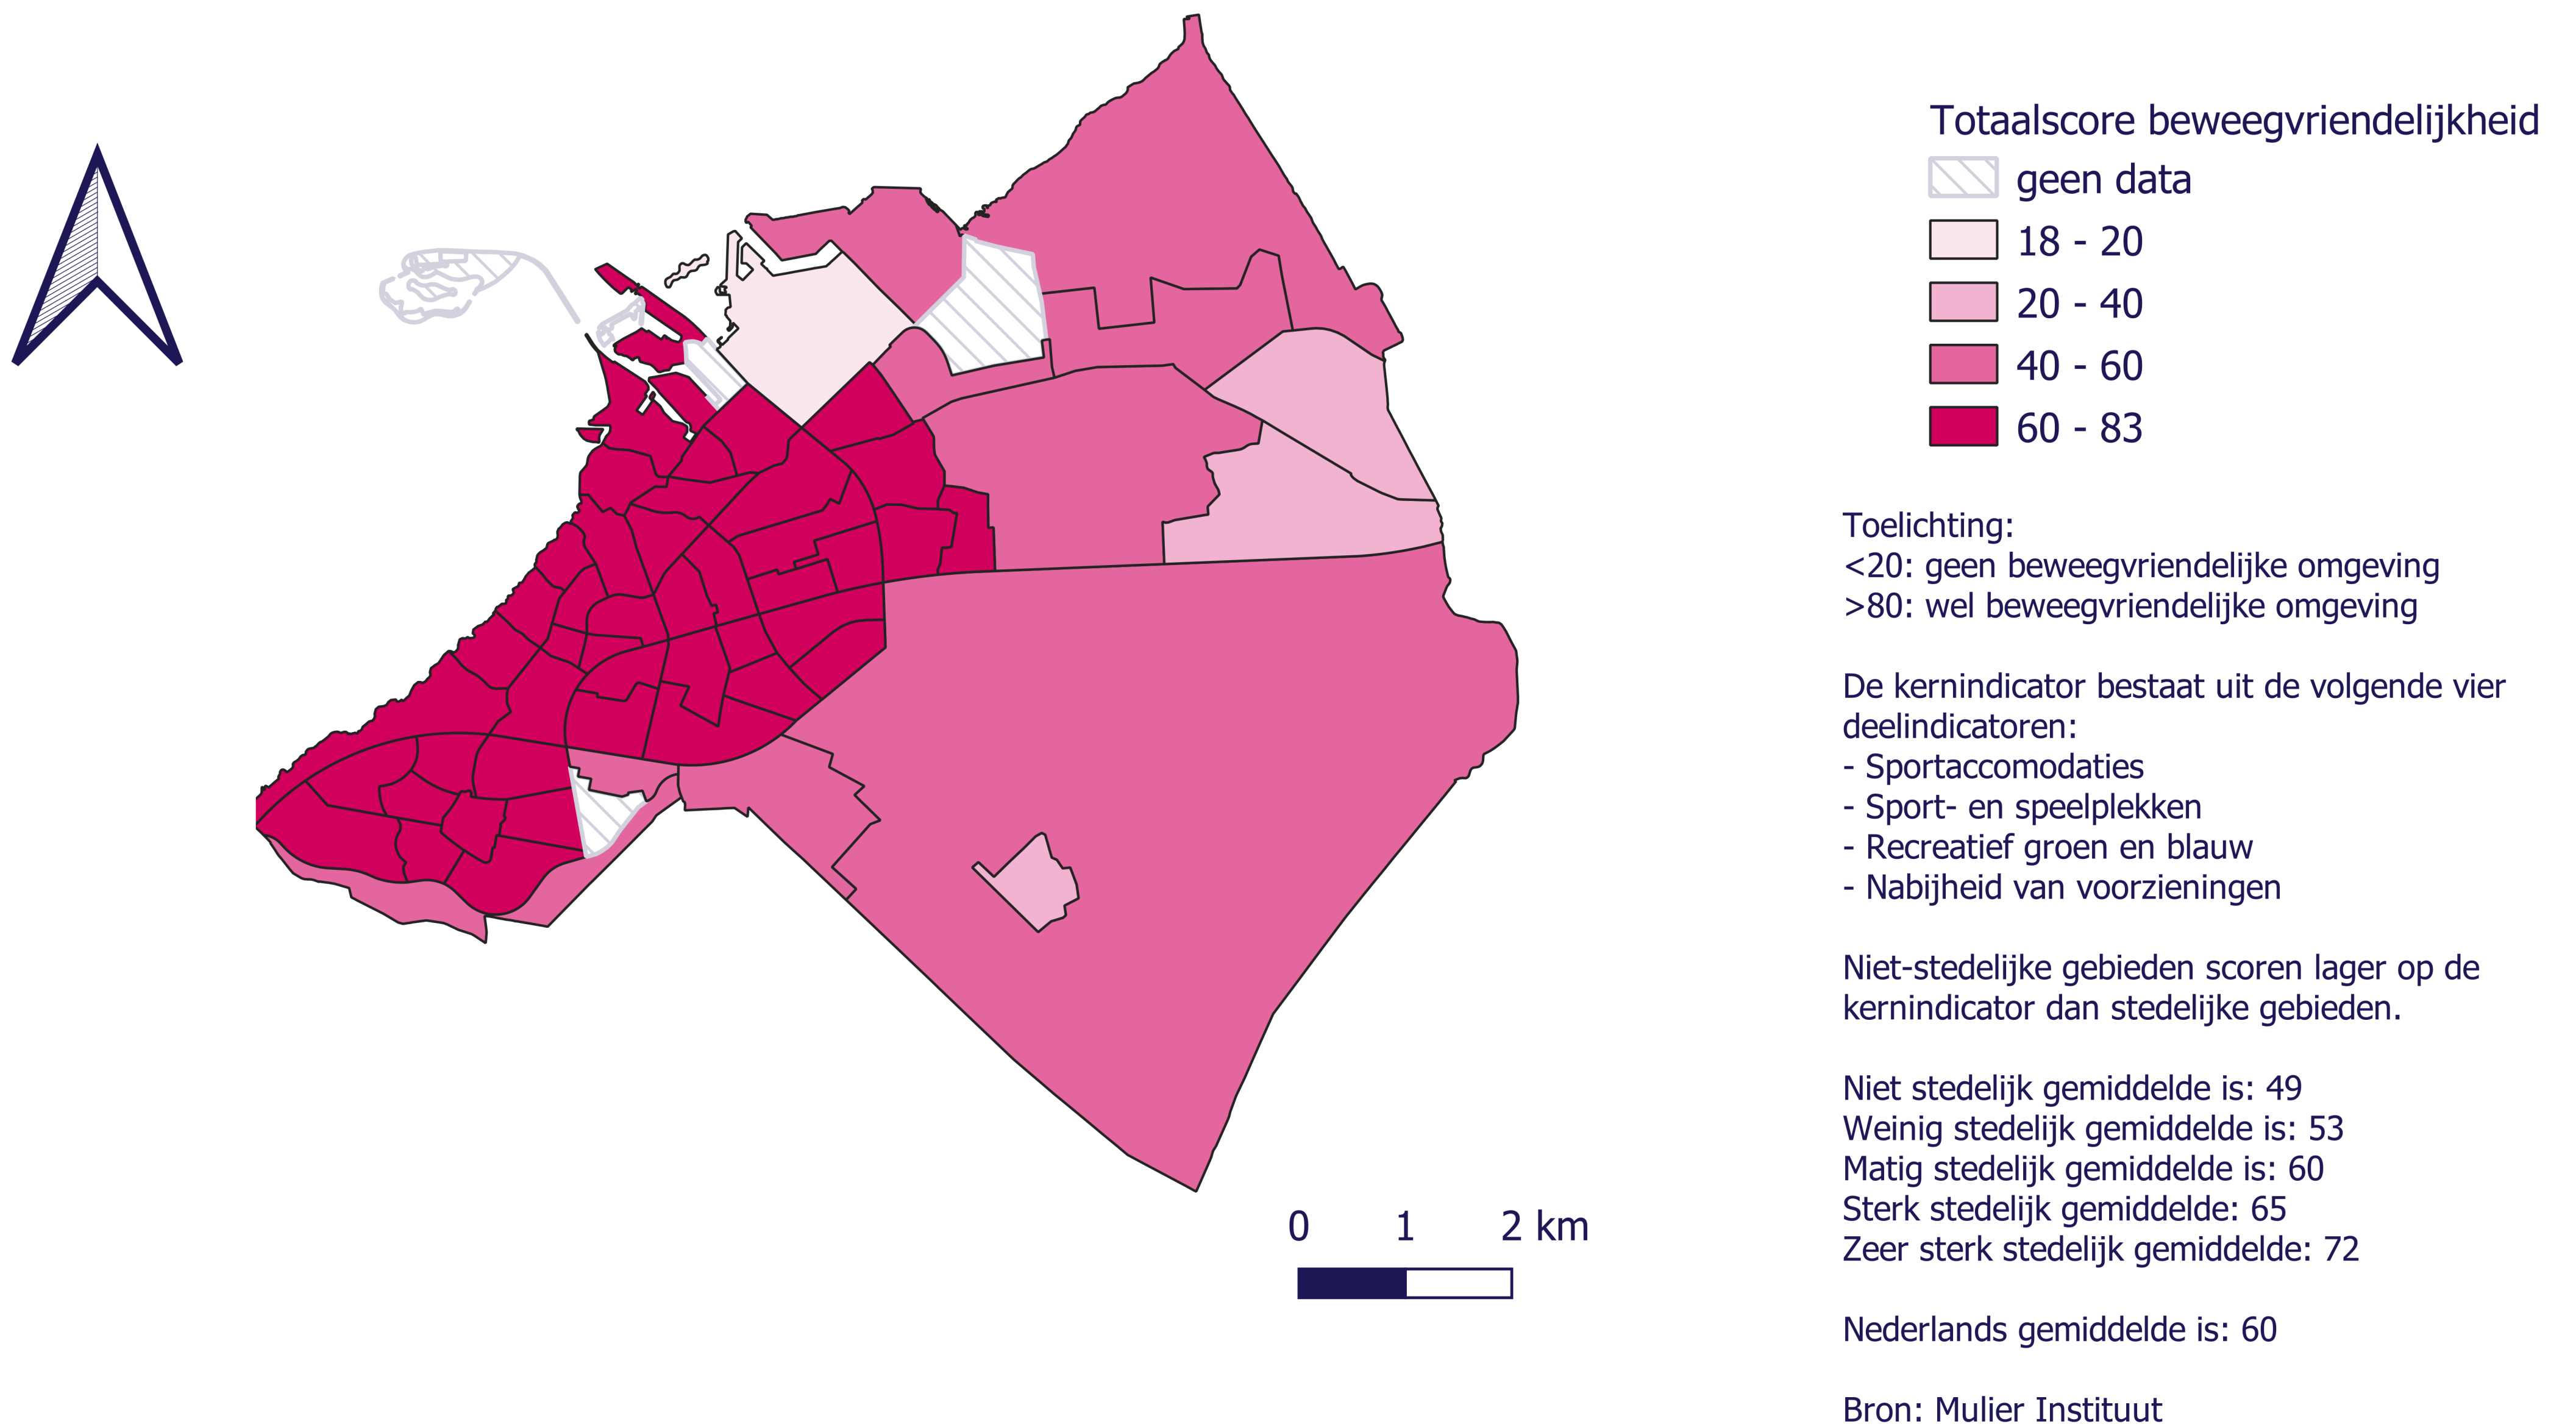 Totaalscore beweegvriendelijkheid
geen data
18 - 20
20 - 40
40 - 60
60 - 83
Toelichting:
<20: geen beweegvriendelijke omgeving
>80: wel beweegvriendelijke omgeving
De kernindicator bestaat uit de volgende vier
deelindicatoren:
- Sportaccomodaties
- Sport- en speelplekken
- Recreatief groen en blauw
- Nabijheid van voorzieningen
Niet-stedelijke gebieden scoren lager op de
kernindicator dan stedelijke gebieden.
Niet stedelijk gemiddelde is: 49
Weinig stedelijk gemiddelde is: 53
Matig stedelijk gemiddelde is: 60
Sterk stedelijk gemiddelde: 65
Zeer sterk stedelijk gemiddelde: 72
Nederlands gemiddelde is: 60
Bron: Mulier Instituut
0 1 2 km